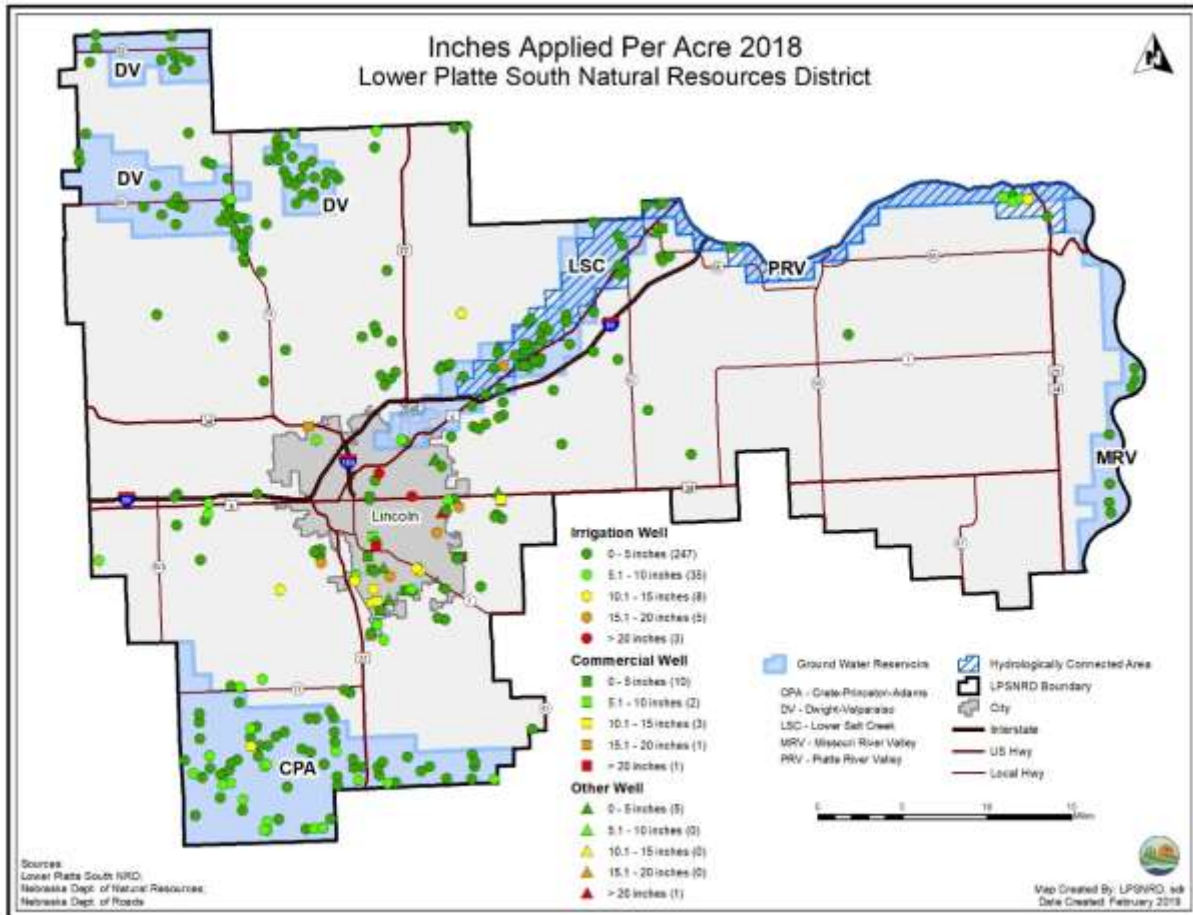 Inches Applied Per Acre 2018
Lower Platte South Natural Resources District
DV
DV
DV
LSC
PRV
MRV
Lincoln
CPA
Irrigation Well
0 - 5 inches (247)
5.1 - 10 inches (35)
10.1 - 15 inches (8)
15.1 - 20 inches (5)
> 20 inches (3)
Commercial Well
0 - 5 inches (10)
5.1 - 10 inches (2)
10.1 - 15 inches (3)
15.1 - 20 inches (1)
> 20 inches (1)
Other Well
0 - 5 inches (5)
5.1 - 10 inches (0)
10.1 - 15 inches (0)
15.1 - 20 inches (0)
> 20 inches (1)
Ground Water Reservoirs
CPA - Crete-Princeton-Adams
DV - Dwight-Valparaiso
LSC - Lower Salt Creek
MRV - Missouri River Valley
PRV - Platte River Valley
Hydrologically Connected Area
LPSNRD Boundary
City
Interstate
US Hwy
Local Hwy
0 5 10 15
Miles
Sources:
Lower Platte South NRD;
Nebraska Dept. of Natural Resources;
Nebraska Dept. of Roads
Map Created By: LPSNRD, sdr
Date Created: February 2019